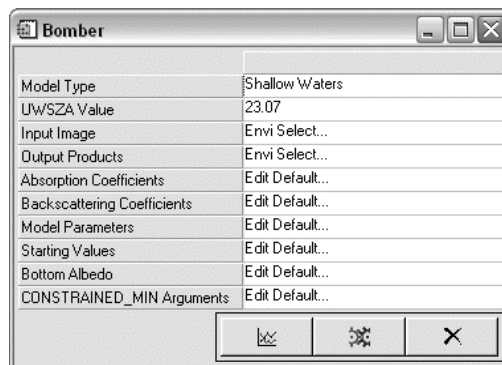 Bomber
Model Type Shallow Waters
UWSZA Value 23.07
Input Image Envi Select...
Output Products Envi Select...
Absorption Coefficients Edit Default...
Backscattering Coefficients Edit Default...
Model Parameters Edit Default...
Starting Values Edit Default...
Bottom Albedo Edit Default...
CONSTRAINED_MIN Arguments Edit Default...